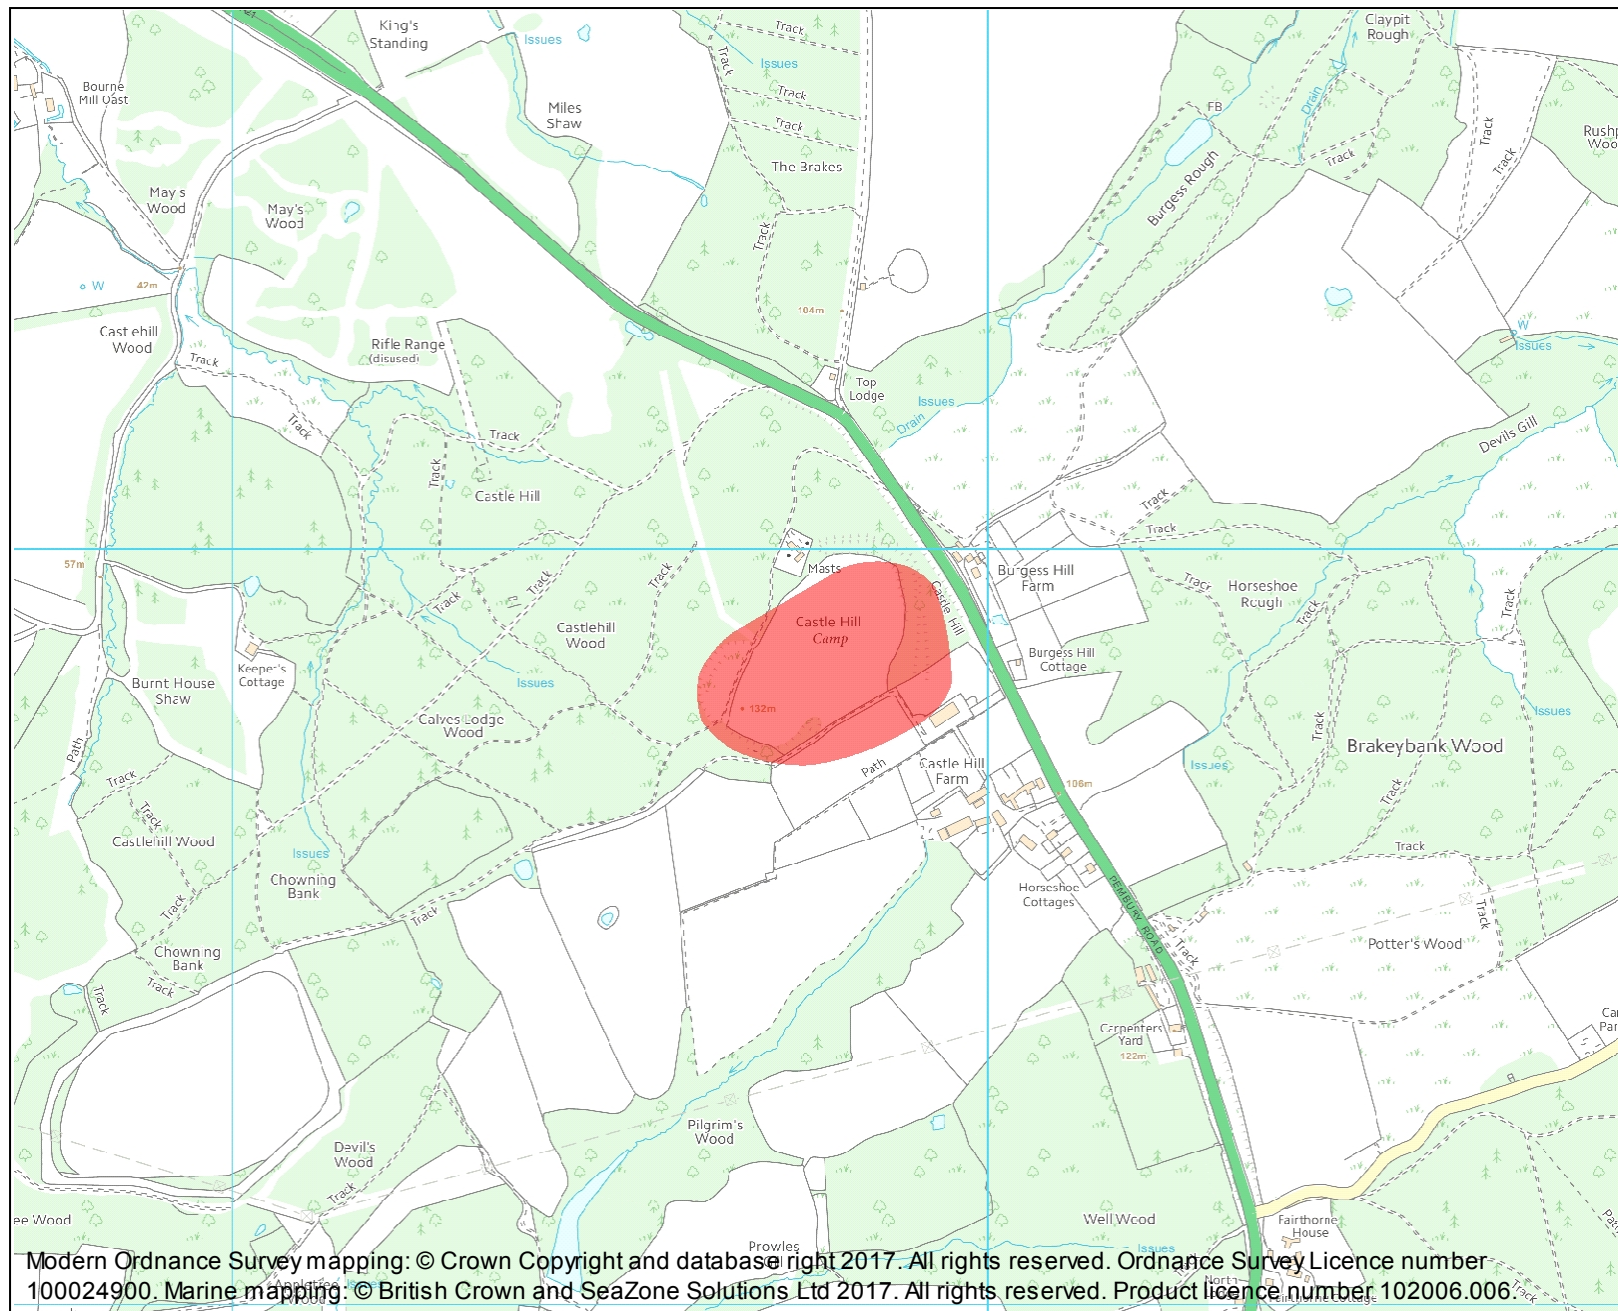 King's
Standing
Issues
Track
Claypit
Rough
Issues
Track
Bourne
Mill Oast
Miles
Shaw
Track
FB
Drain
Track
Track
Track
The Brakes
Track
Burgess Rough
May's
Wood
May's
Wood
Track
W
42m
104m
Castlehill
Wood
Rifle Range
(disused)
W
Issues
Track
Top
Lodge
Issues
Drain
Track
Track
Devils Gill
Track
Castle Hill
Track
Track
57m
Masts
Burgess Hill
Farm
Track
Horseshoe
Rough
Track
Track
Track
Track
Track
Castle Hill
Castlehill
Wood
Castle Hill
Camp
Burgess Hill
Cottage
Keeper's
Cottage
Burnt House
Shaw
Issues
132m
Issues
Calves Lodge
Wood
Track
Brakeybank Wood
Path
Path
Castle Hill
Farm
Issues
Track
106m
Track
Track
Castlehill Wood
Track
Issues
Chowning
Bank
Horseshoe
Cottages
Track
Track
PEMBURY ROAD
Track
Potter's Wood
Track
Chowning
Bank
Track
Track
Carpenters
Yard
122m
Pilgrim's
Wood
Devil's
Wood
Track
ee Wood
Well Wood
Fairthorne
House
Prowles
Issues
Modern Ordnance Survey mapping: © Crown Copyright and database right 2017. All rights reserved. Ordnance Survey Licence number
100024900. Marine mapping: © British Crown and SeaZone Solutions Ltd 2017. All rights reserved. Product licence number 102006.006.